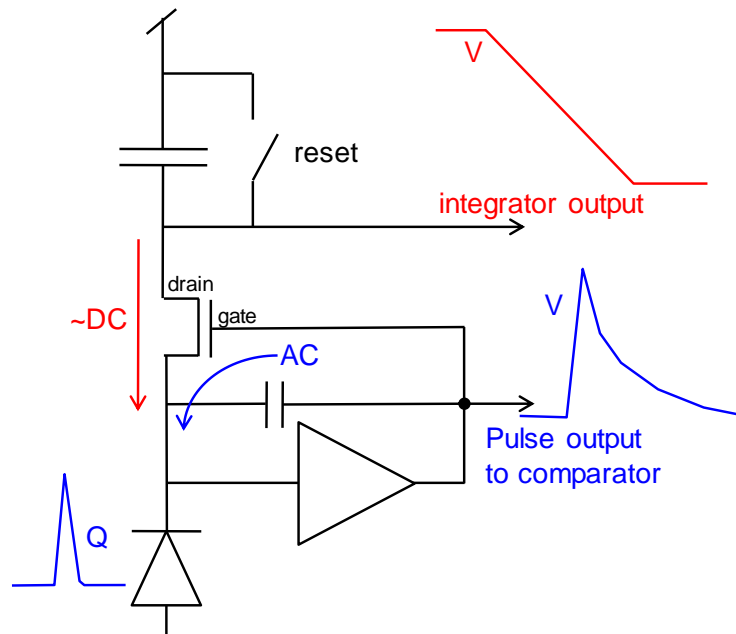 V
reset
integrator output
drain
gate
~DC
V
AC
Pulse output
to comparator
Q